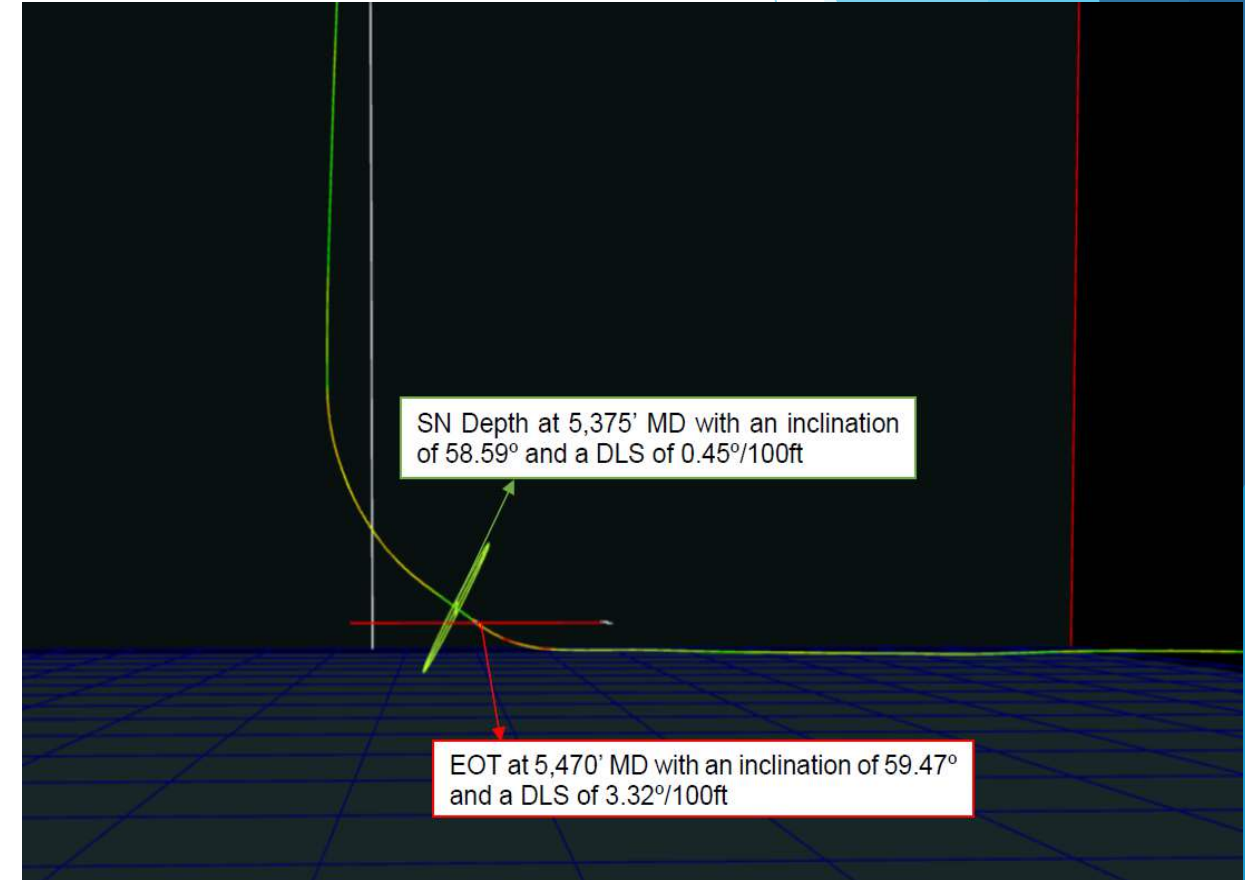 SN Depth at 5,375’ MD with an inclination
of 58.59º and a DLS of 0.45º/100ft
EOT at 5,470’ MD with an inclination of 59.47º
and a DLS of 3.32º/100ft